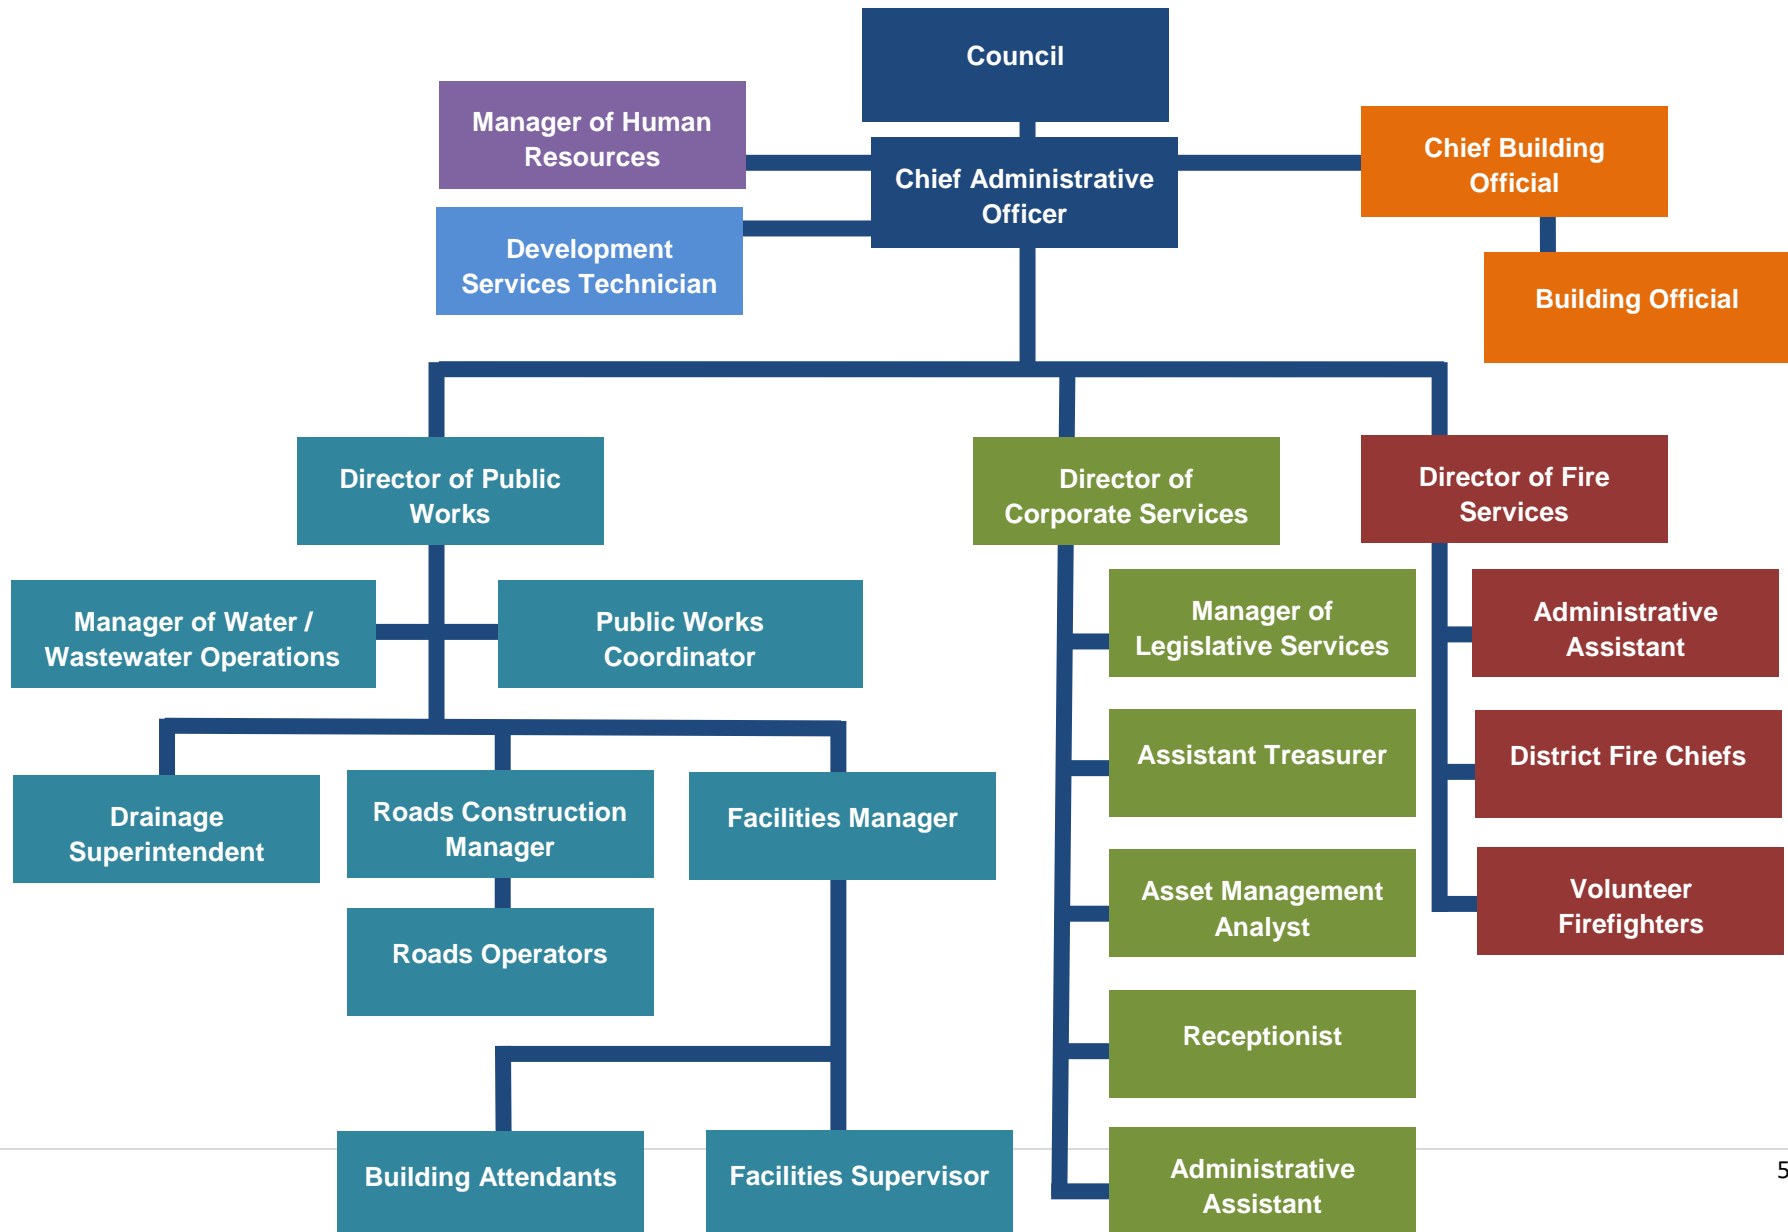 Council
Manager of Human
Resources
Chief Administrative
Officer
Chief Building
Official
Development
Services Technician
Building Official
Director of Public
Works
Director of
Corporate Services
Director of Fire
Services
Manager of Water /
Wastewater Operations
Public Works
Coordinator
Manager of
Legislative Services
Administrative
Assistant
Drainage
Superintendent
Roads Construction
Manager
Facilities Manager
Assistant Treasurer
District Fire Chiefs
Roads Operators
Asset Management
Analyst
Volunteer
Firefighters
Receptionist
Building Attendants
Facilities Supervisor
Administrative
Assistant
5